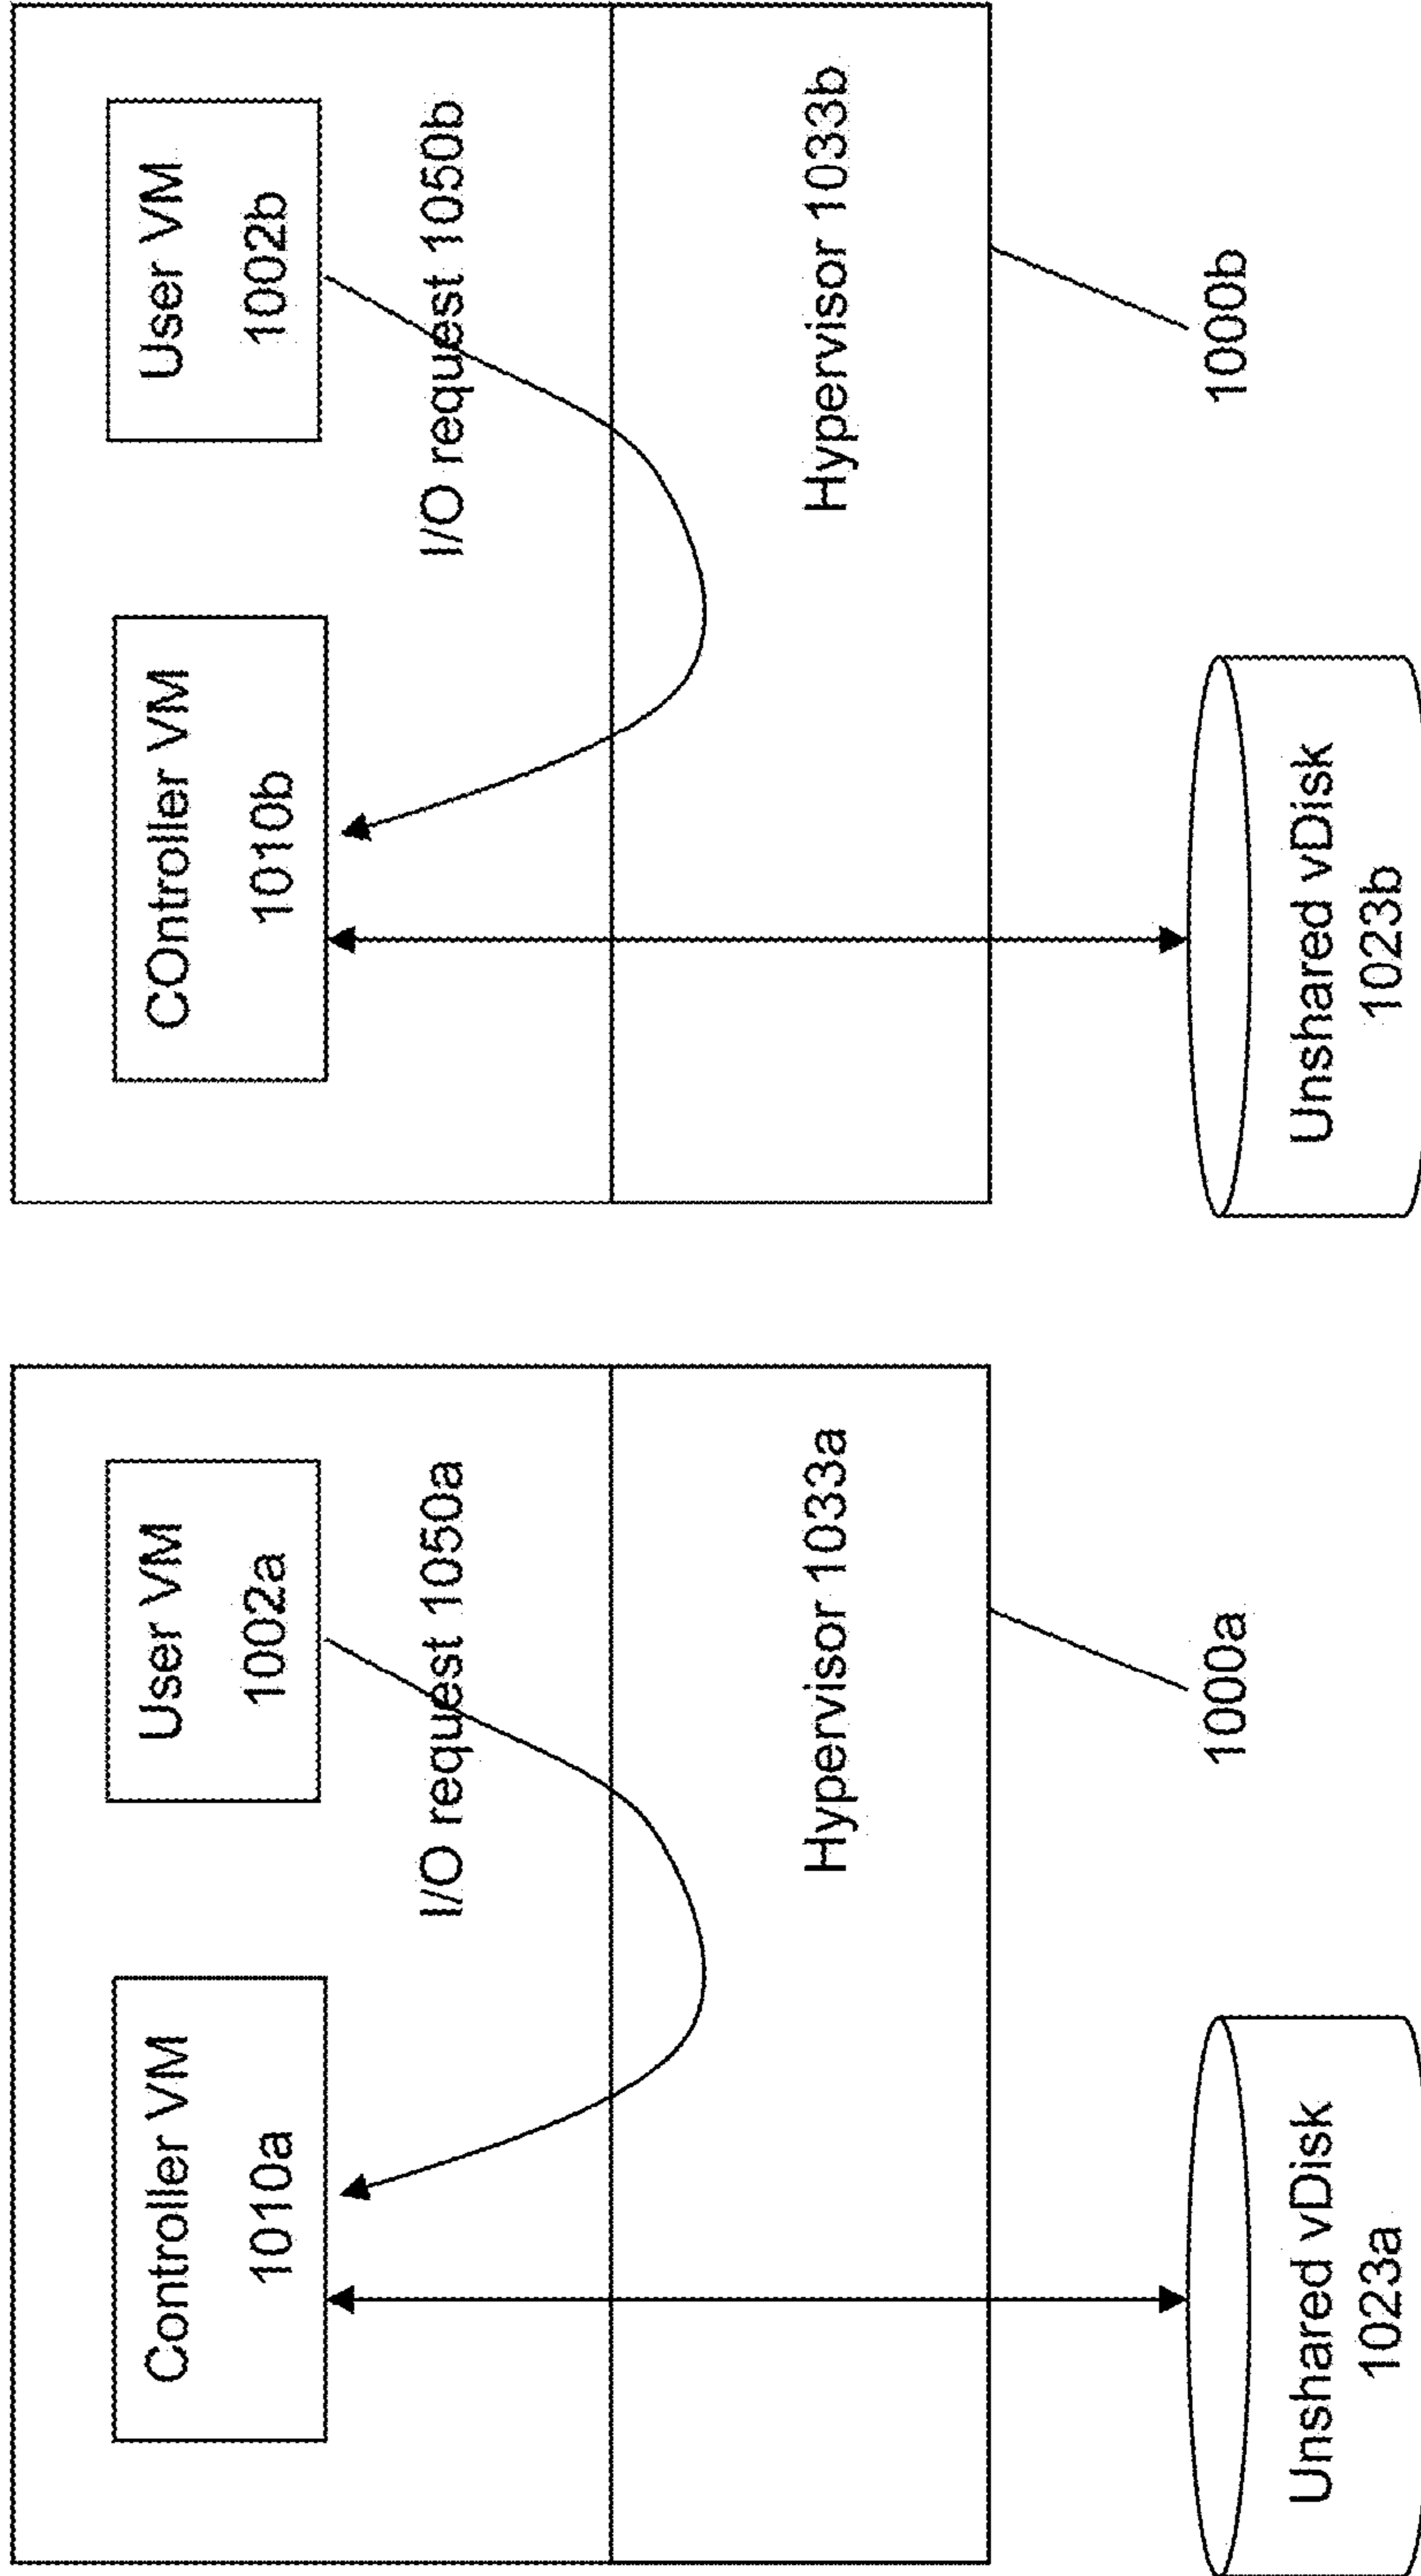 Controller VM
1010a
User VM
1002a
I/O request 1050a
Hypervisor 1033a
1000a
Unshared vDisk
1023a
COntroller VM
1010b
User VM
1002b
I/O request 1050b
Hypervisor 1033b
1000b
Unshared vDisk
1023b